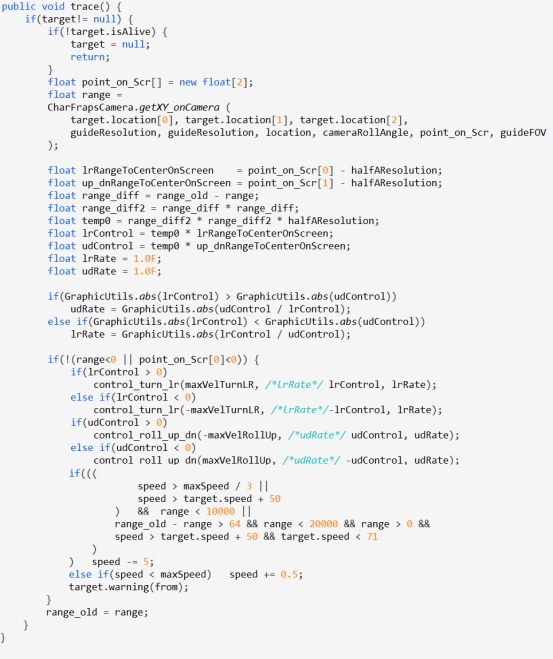 public void trace() {
if(target!= null) {
if(!target.isAlive) {
target = null;
return;
}
float point_on_Scr[] = new float[2];
float range =
CharFrapsCamera.getXY_onCamera (
target.location[0], target.location[1], target.location[2],
guideResolution, guideResolution, location, cameraRollAngle, point_on_Scr, guideFOV
);
float lrRangeToCenterOnScreen = point_on_Scr[0] - halfAResolution;
float up_dnRangeToCenterOnScreen = point_on_Scr[1] - halfAResolution;
float range_diff = range_old - range;
float range_diff2 = range_diff * range_diff;
float temp0 = range_diff2 * range_diff2 * halfAResolution;
float lrControl = temp0 * lrRangeToCenterOnScreen;
float udControl = temp0 * up_dnRangeToCenterOnScreen;
float lrRate = 1.0F;
float udRate = 1.0F;
if(GraphicUtils.abs(lrControl) > GraphicUtils.abs(udControl))
udRate = GraphicUtils.abs(udControl / lrControl);
else if(GraphicUtils.abs(lrControl) < GraphicUtils.abs(udControl))
lrRate = GraphicUtils.abs(lrControl / udControl);
if(!(range<0 || point_on_Scr[0]<0)) {
if(lrControl > 0)
control_turn_lr(maxVelTurnLR, /*lrRate*/ lrControl, lrRate);
else if(lrControl < 0)
control_turn_lr(-maxVelTurnLR, /*lrRate*/-lrControl, lrRate);
if(udControl > 0)
control_roll_up_dn(-maxVelRollUp, /*udRate*/ udControl, udRate);
else if(udControl < 0)
control roll up dn(maxVelRollUp, /*udRate*/ -udControl, udRate);
if(((
speed > maxSpeed / 3 ||
speed > target.speed + 50
) && range < 10000 ||
range_old - range > 64 && range < 20000 && range > 0 &&
speed > target.speed + 50 && target.speed < 71
)
) speed -= 5;
else if(speed < maxSpeed) speed += 0.5;
target.warning(from);
}
range_old = range;
}
}